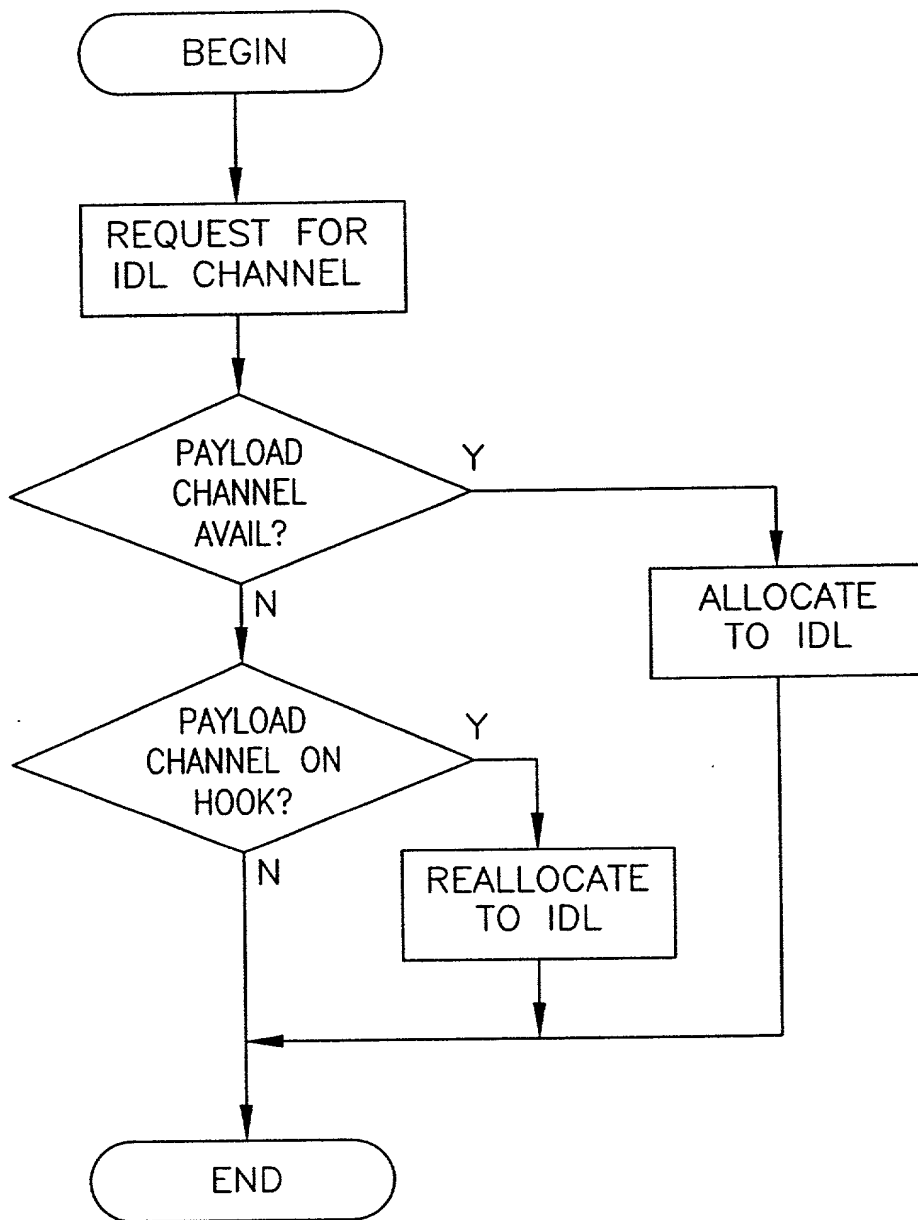 BEGIN
REQUEST FOR
IDL CHANNEL
PAYLOAD
CHANNEL
AVAIL?
Y
N
ALLOCATE
TO IDL
PAYLOAD
CHANNEL ON
HOOK?
Y
N
REALLOCATE
TO IDL
END